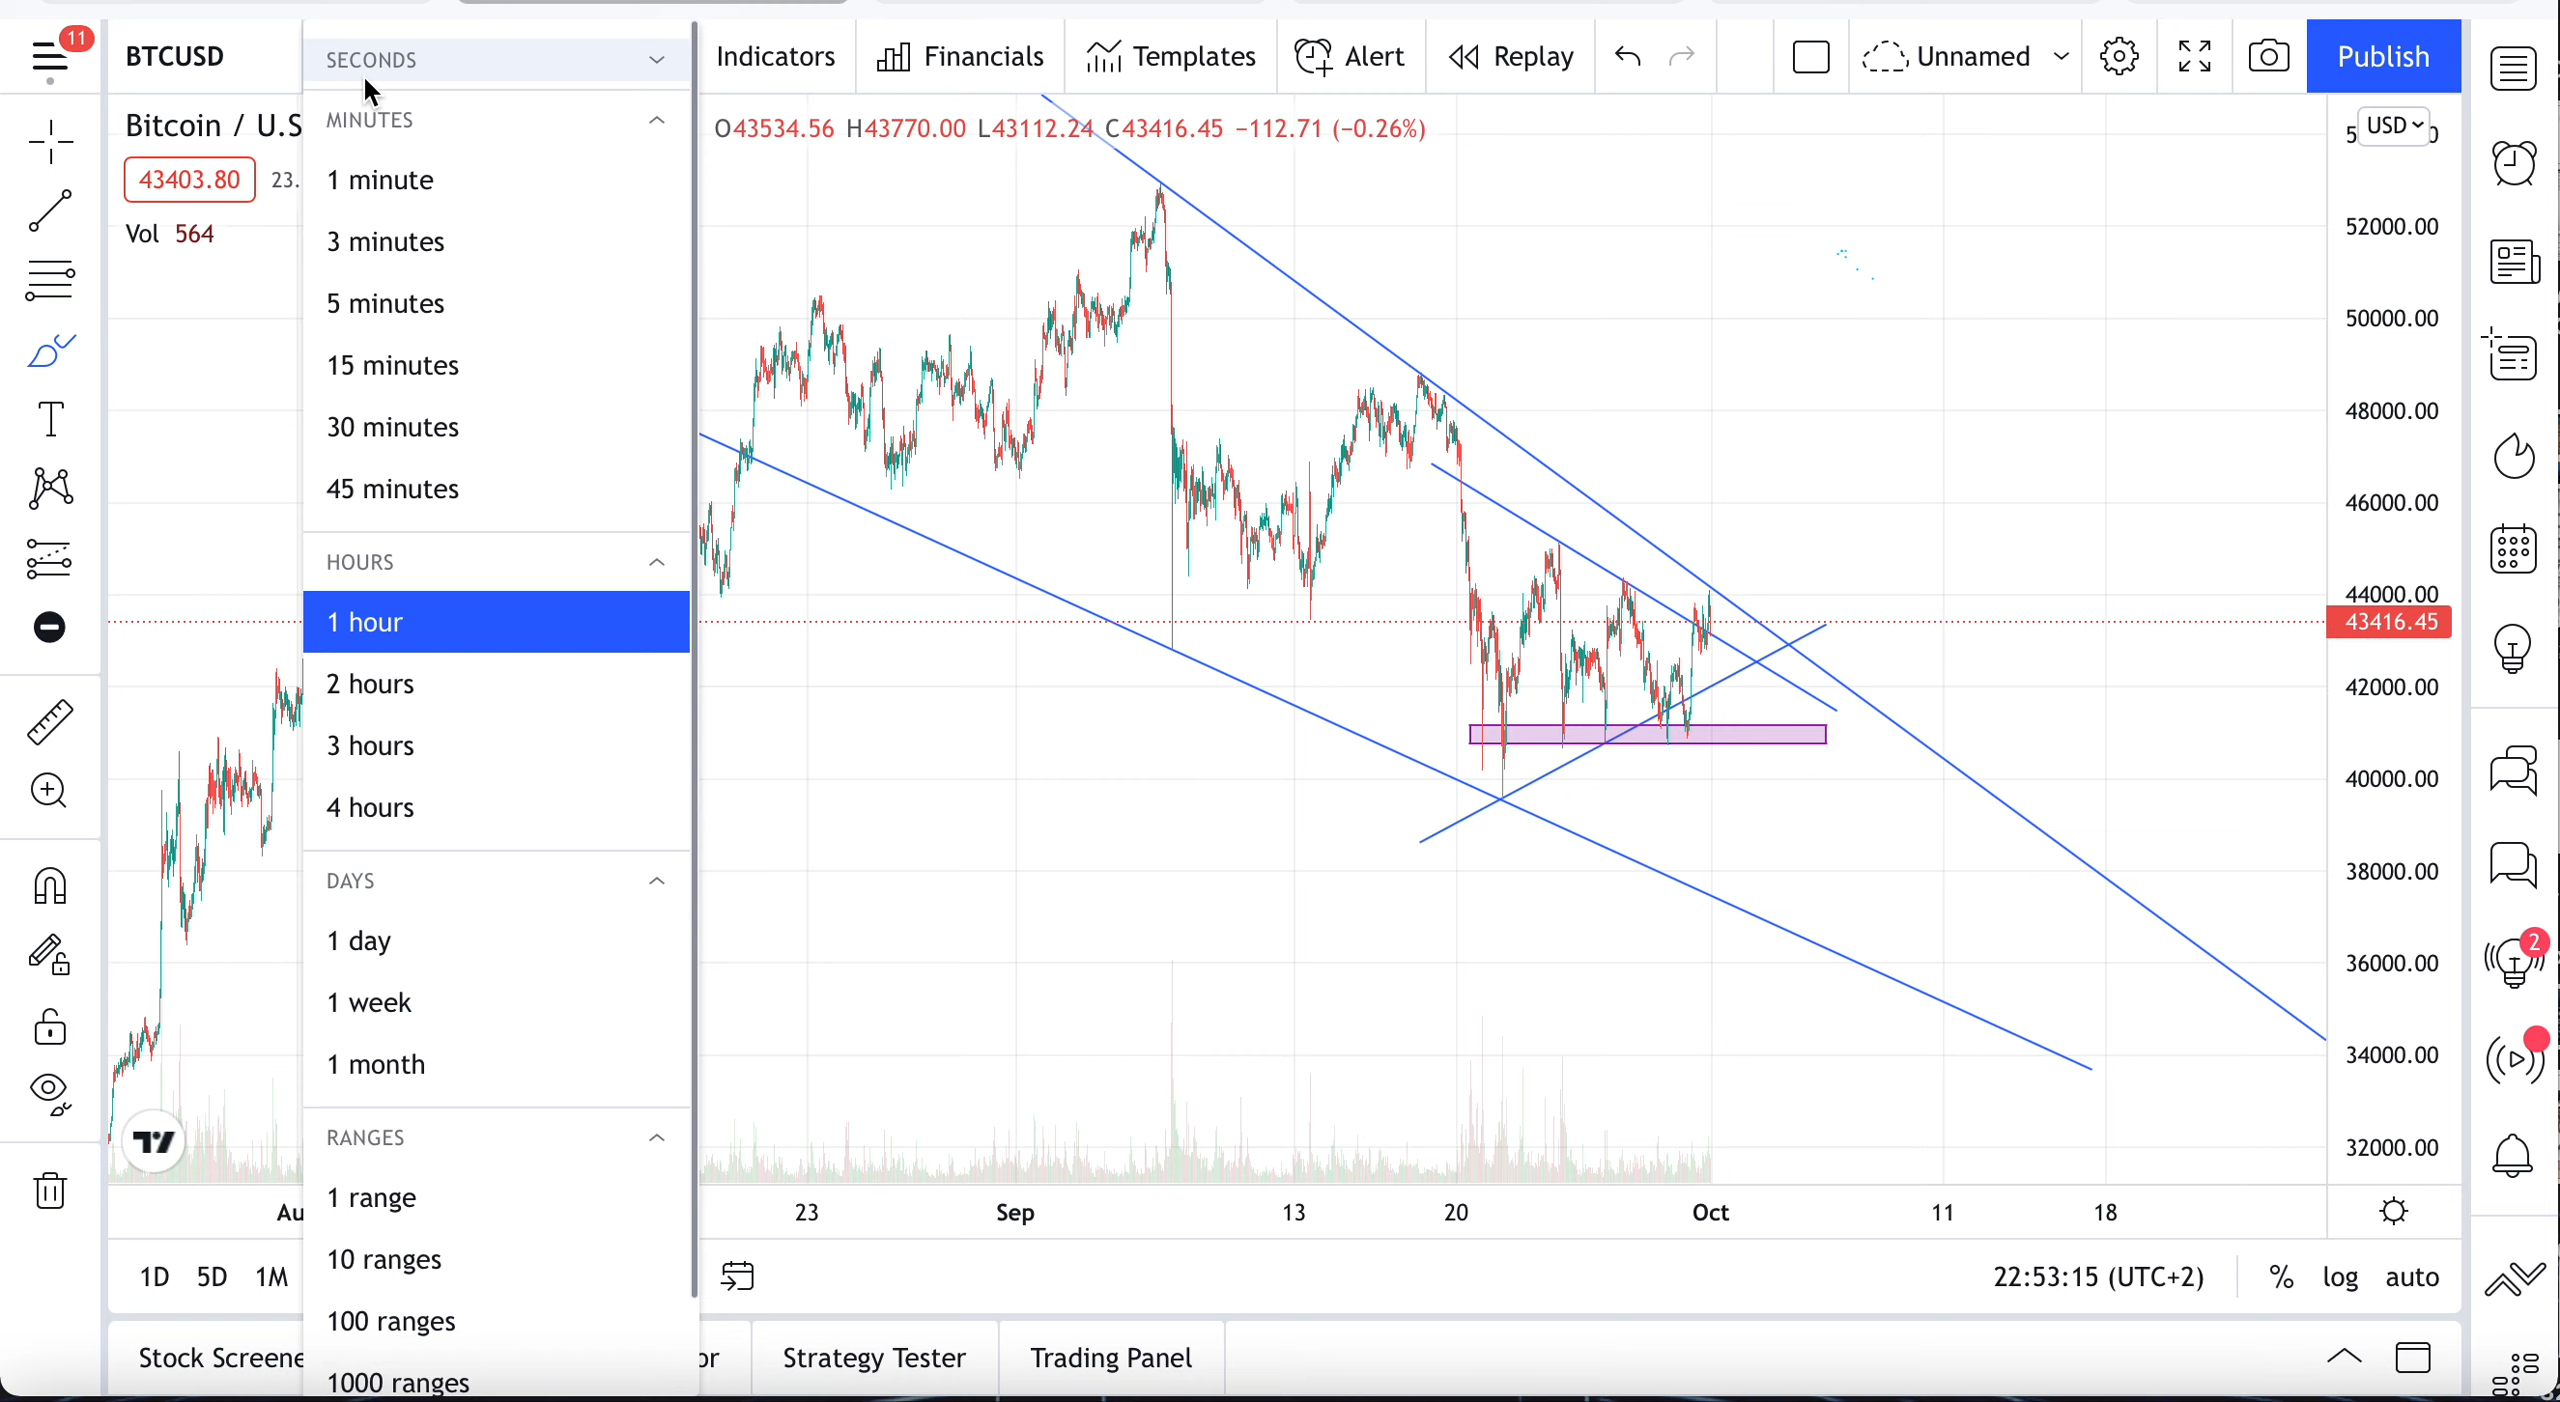 11
BTCUSD
Indicators
Financials
Templates
Alert
Replay
Unnamed
Publish
SECONDS
MINUTES
1 minute
3 minutes
5 minutes
15 minutes
30 minutes
45 minutes
HOURS
1 hour
2 hours
3 hours
4 hours
DAYS
1 day
1 week
1 month
RANGES
1 range
10 ranges
100 ranges
1000 ranges
Bitcoin / U.S
O43534.56 H43770.00 L43112.24 C43416.45 −112.71 (−0.26%)
43403.80
23.
Vol 564
USD
52000.00
50000.00
48000.00
46000.00
44000.00
43416.45
42000.00
40000.00
38000.00
36000.00
34000.00
32000.00
2
23
Sep
13
20
Oct
11
18
1D 5D 1M
22:53:15 (UTC+2)
%
log
auto
Strategy Tester
Trading Panel
Stock